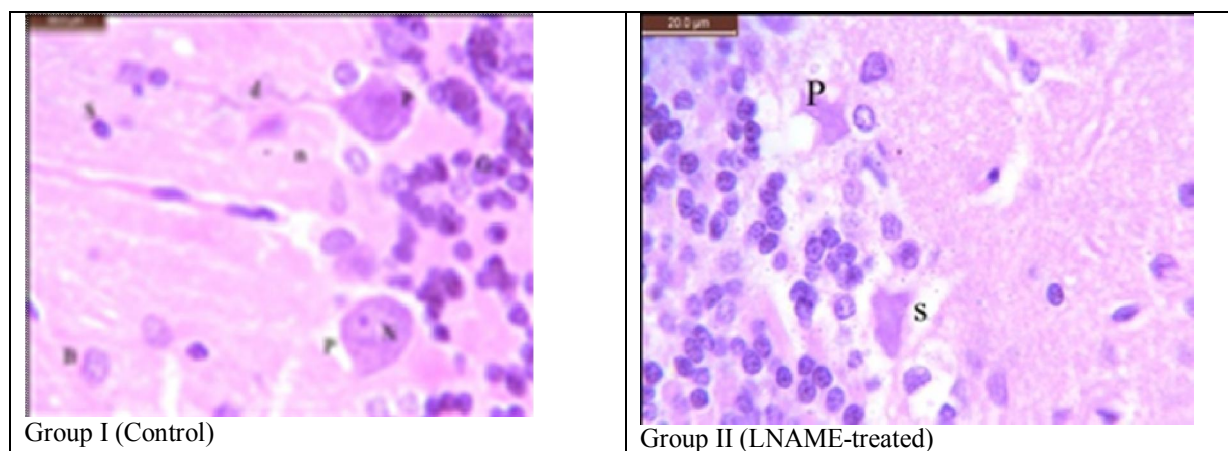 20.0 µm
P
P
N
B
P
s
Group I (Control)
Group II (LNAME-treated)